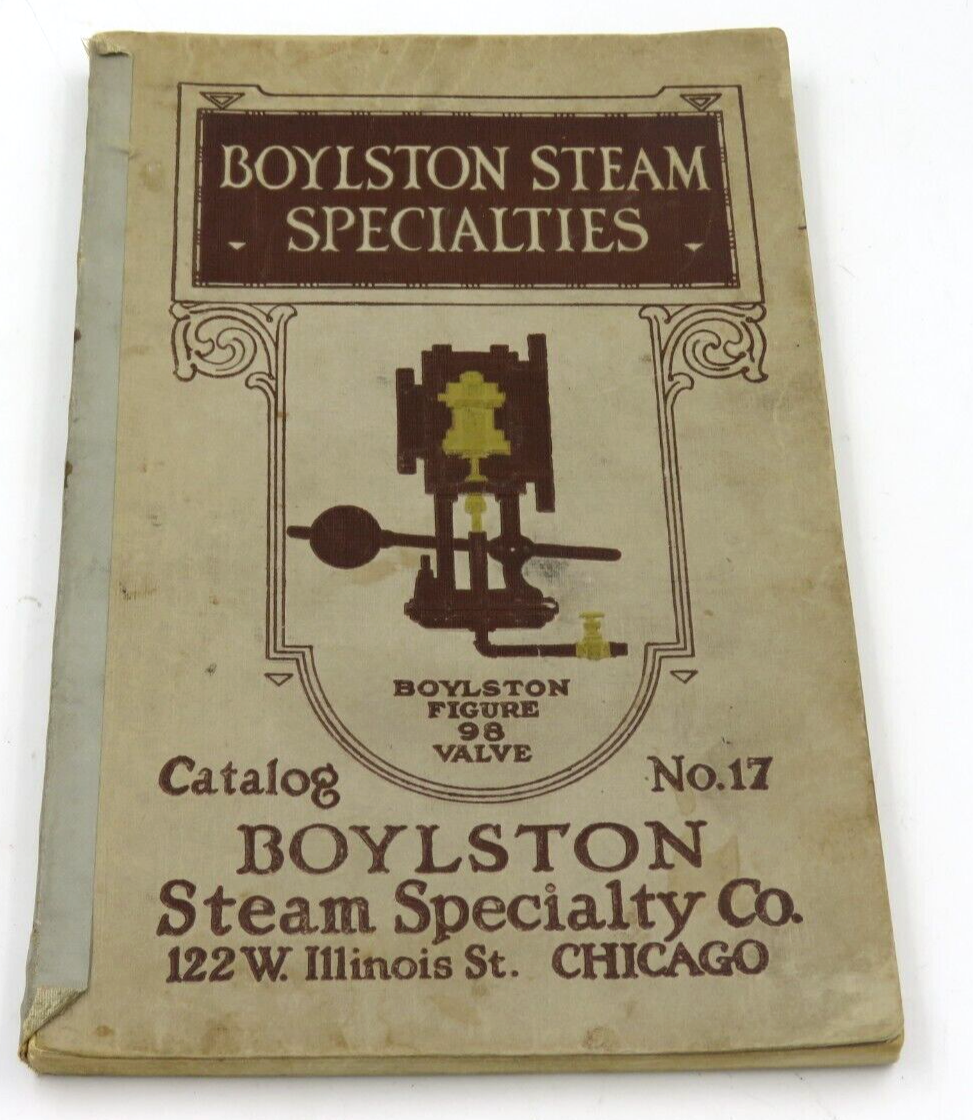 BOYLSTON STEAM
SPECIALTIES
BOYLSTON
FIGURE
98
VALVE
Catalog No.17
BOYLSTON
Steam Specialty Co.
122 W. Illinois St. CHICAGO